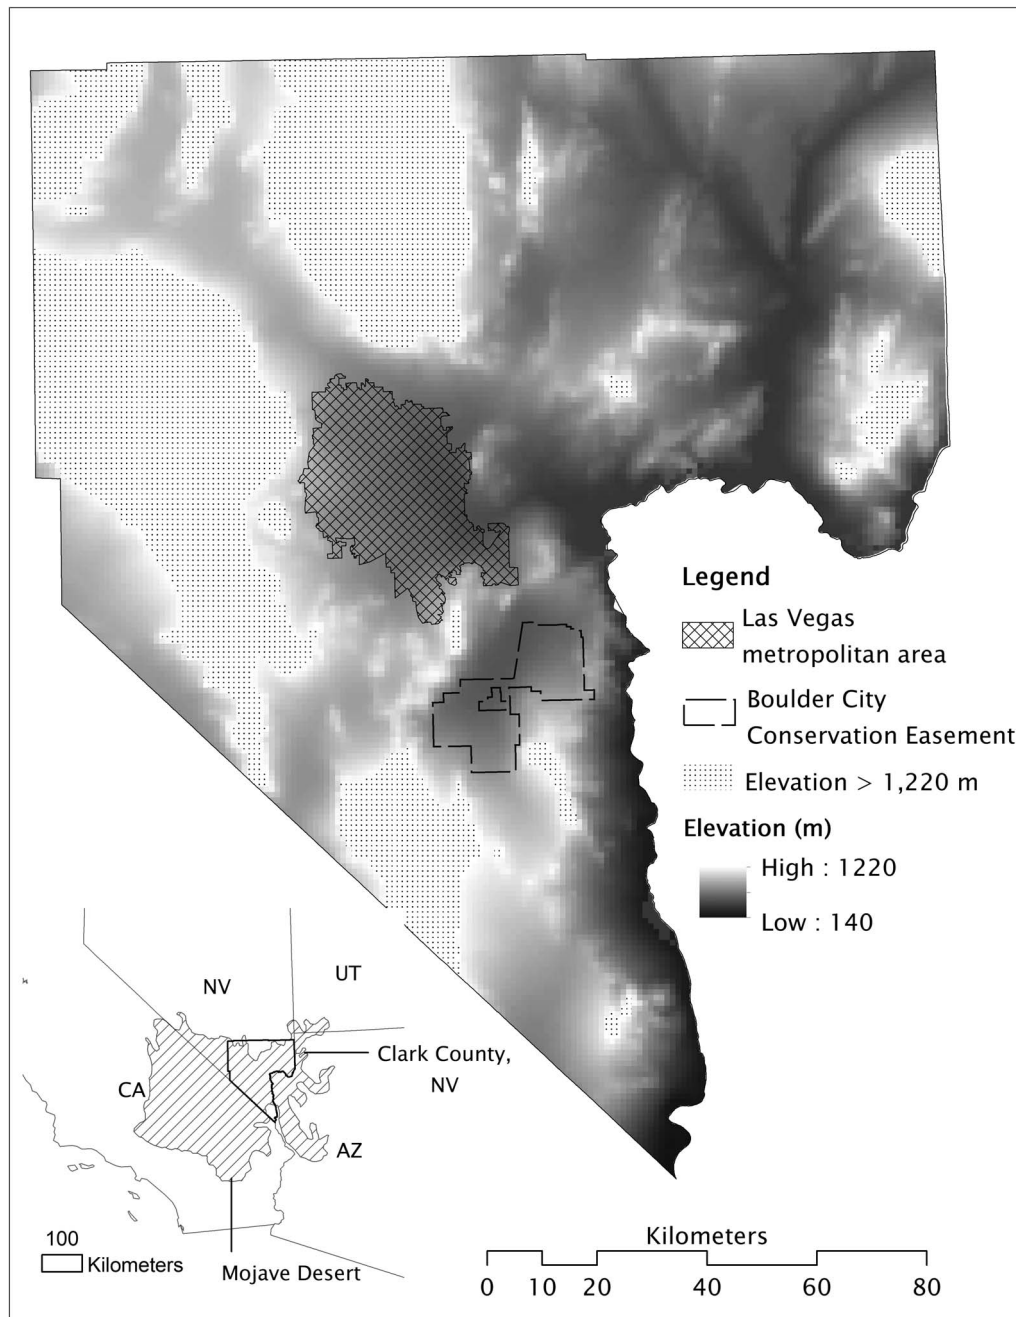 Legend
Las Vegas
metropolitan area
Boulder City
Conservation Easement
Elevation > 1,220 m
Elevation (m)
High : 1220
Low : 140
NV
UT
Clark County,
NV
CA
AZ
100
Kilometers
Mojave Desert
Kilometers
0 10 20 40 60 80